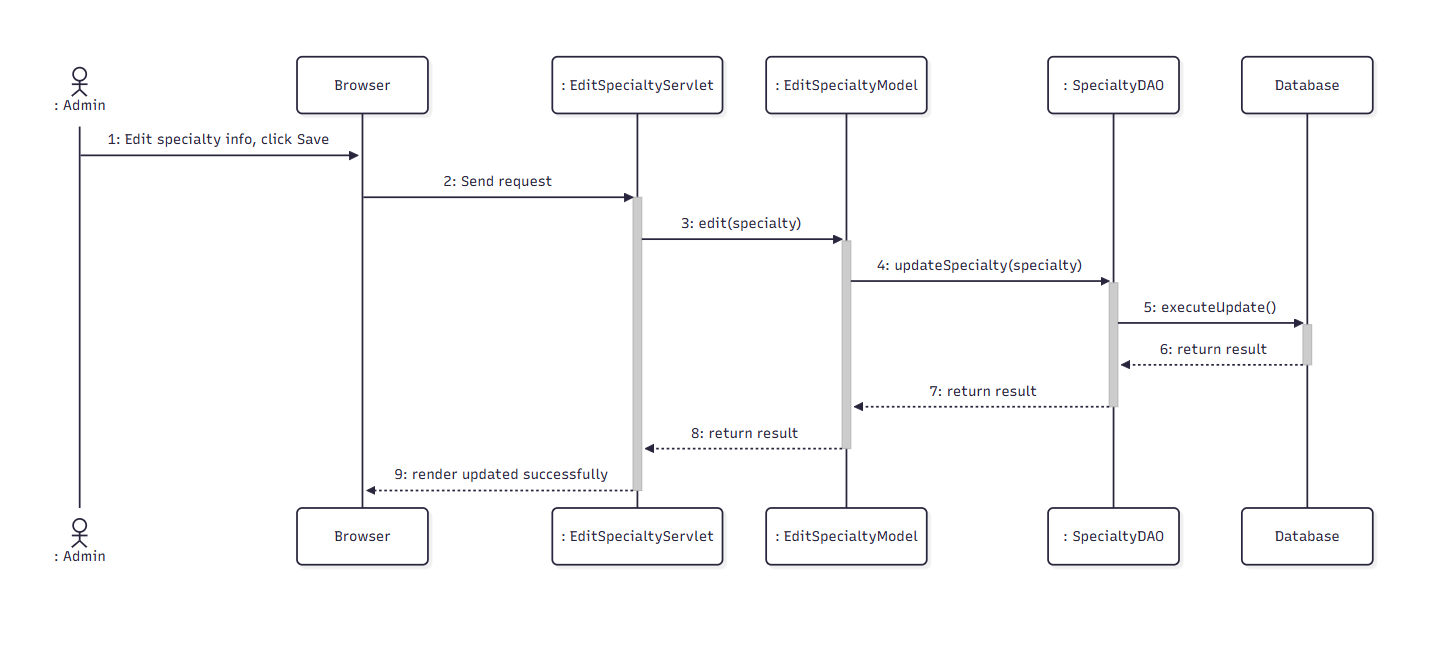 : Admin
Browser
: EditSpecialtyServlet
: EditSpecialtyModel
: SpecialtyDAO
Database
1: Edit specialty info, click Save
2: Send request
3: edit(specialty)
4: updateSpecialty(specialty)
5: executeUpdate()
6: return result
7: return result
8: return result
9: render updated successfully
: Admin
Browser
: EditSpecialtyServlet
: EditSpecialtyModel
: SpecialtyDAO
Database